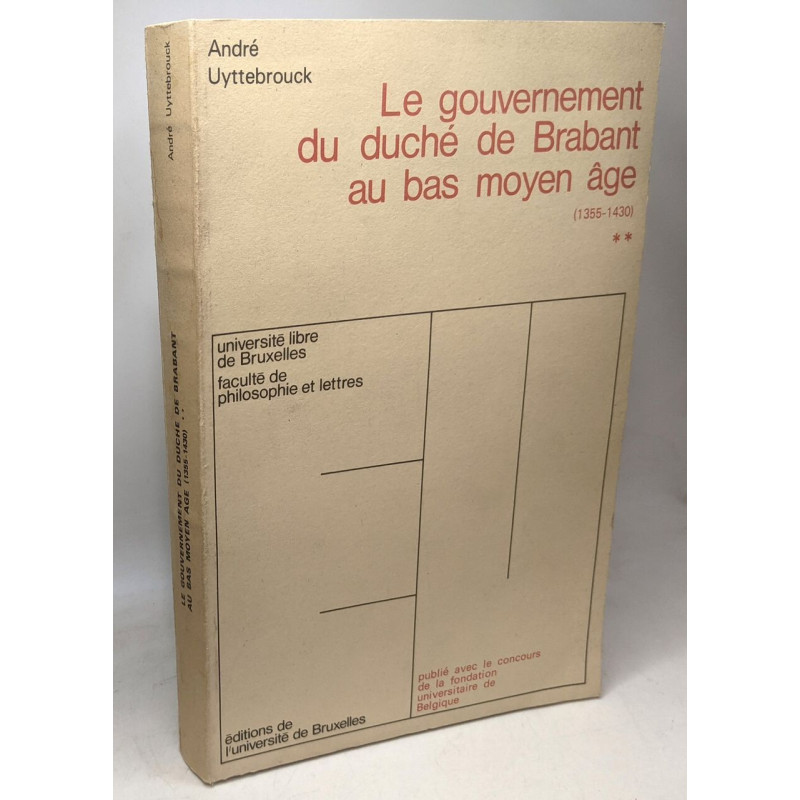 André
Uyttebrouck
Le gouvernement
du duché de Brabant
au bas moyen âge
(1355-1430)
**
université libre
de Bruxelles
faculté de
philosophie et lettres
publié avec le concours
de la fondation
universitaire de
Belgique
éditions de
l'université de Bruxelles
André Uyttebrouck
LE GOUVERNEMENT DU DUCHE DE BRABANT
AU BAS MOYEN AGE (1355-1430) **